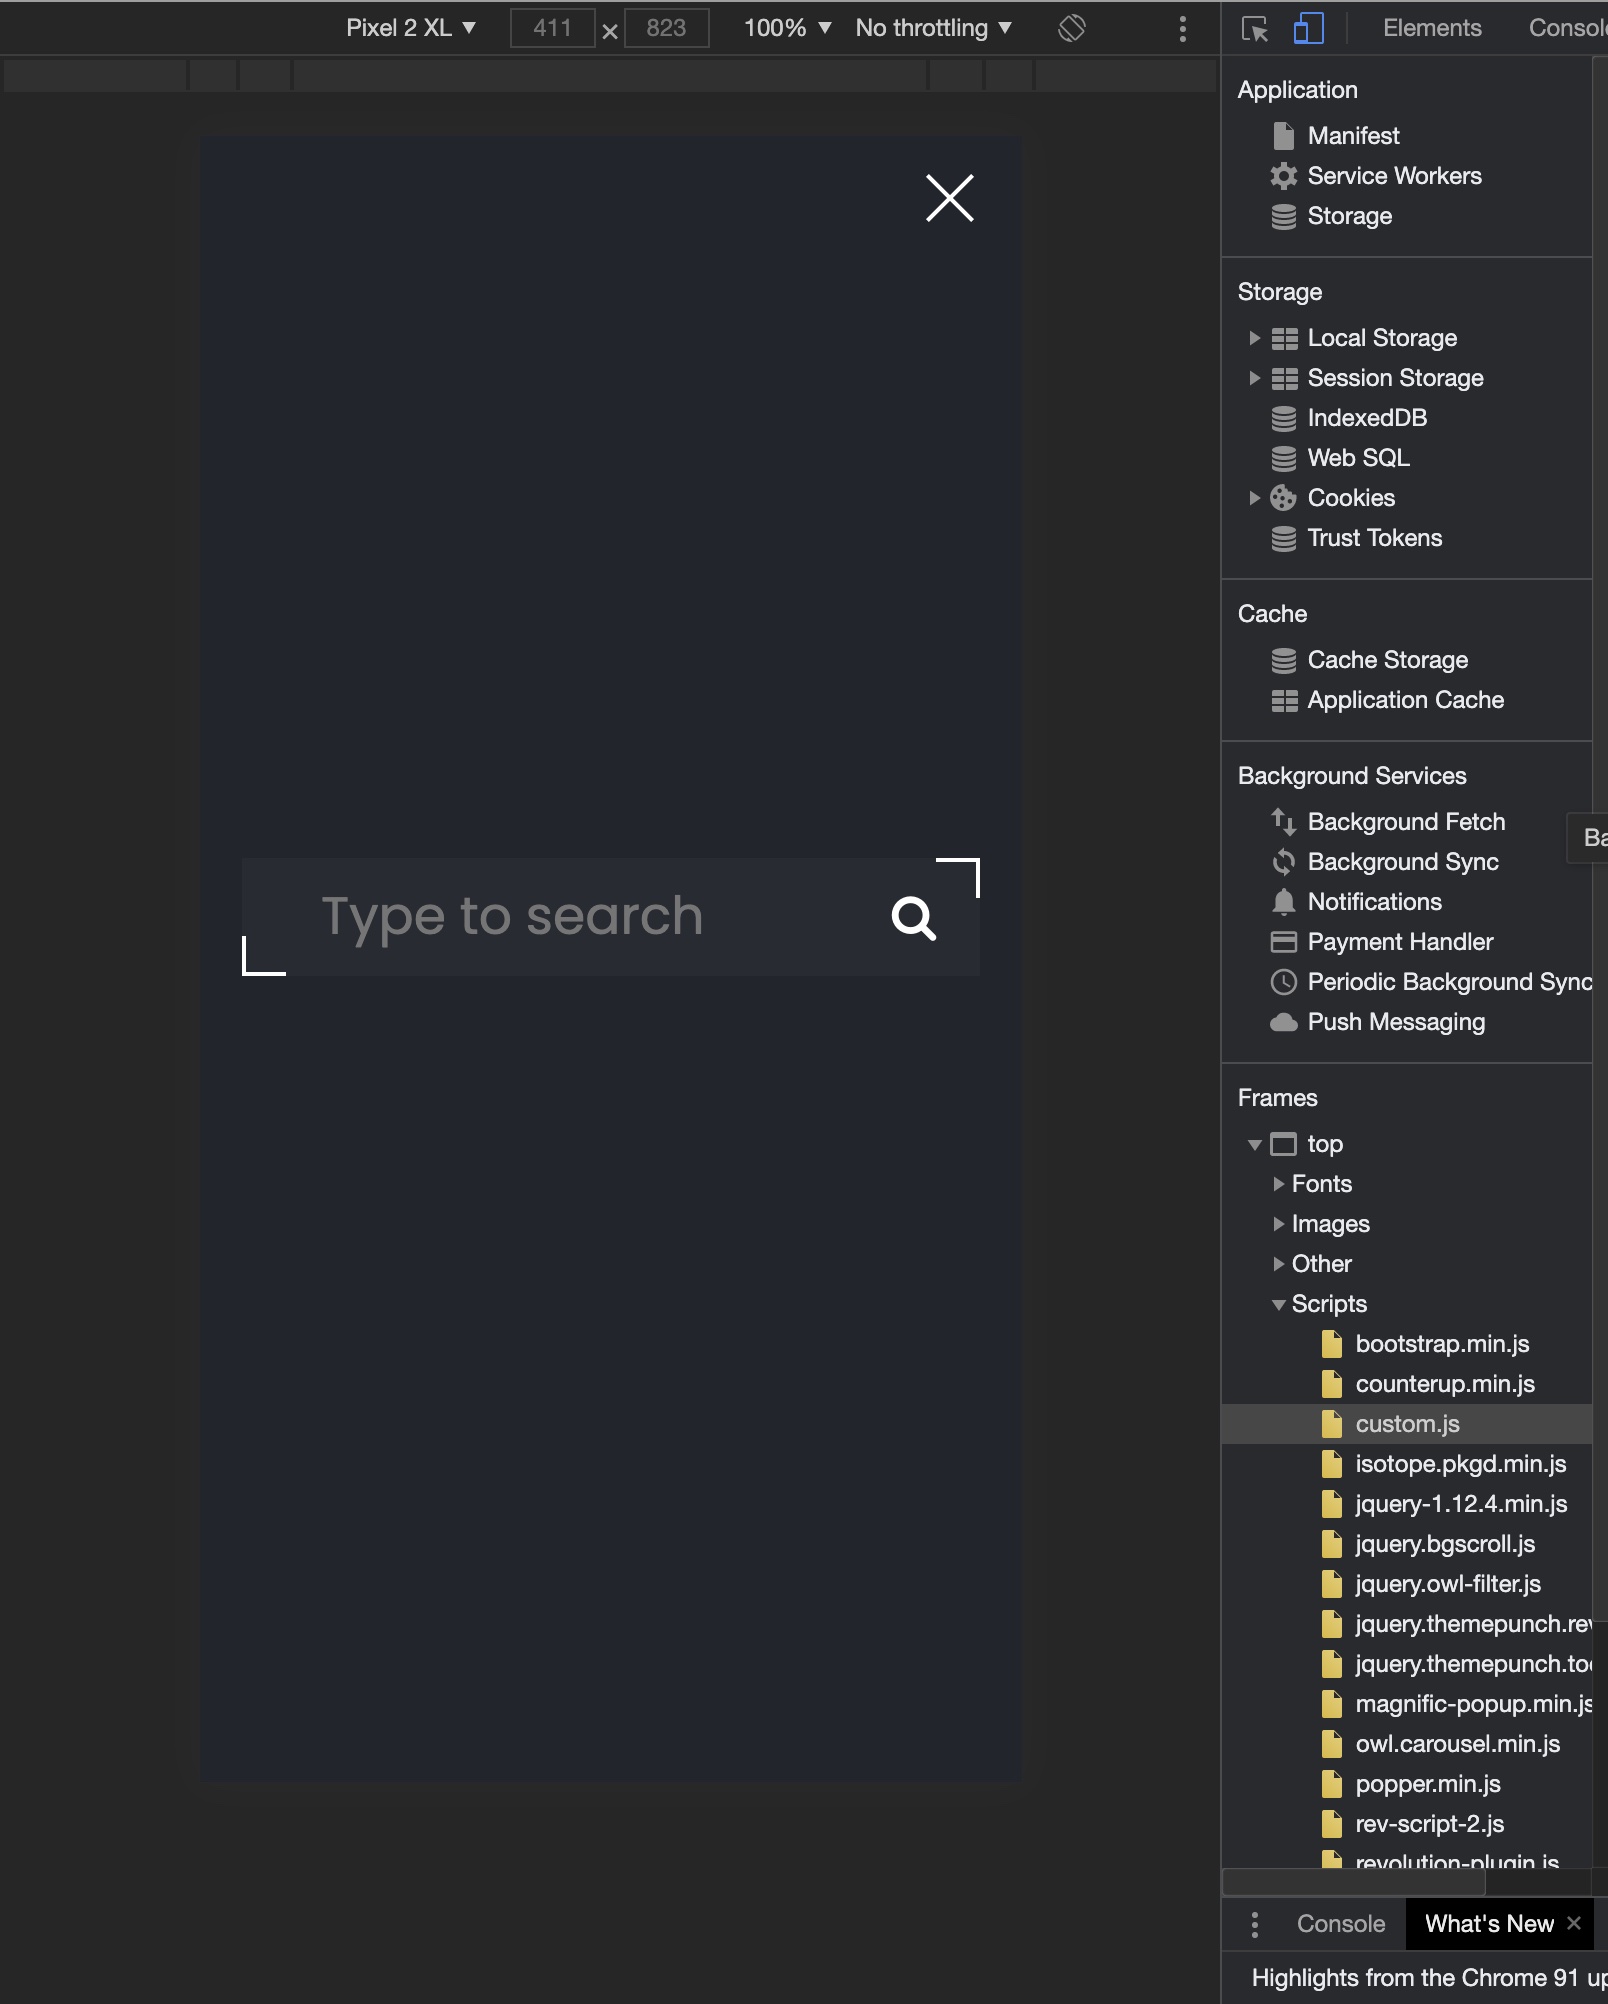 Pixel 2 XL ▼ 411 × 823 100% ▼ No throttling ▼
Elements
Application
Manifest
Service Workers
Storage
Storage
Local Storage
Session Storage
IndexedDB
Web SQL
Cookies
Trust Tokens
Cache
Cache Storage
Application Cache
Background Services
Background Fetch
Ba
Background Sync
Notifications
Payment Handler
Periodic Background Sync
Push Messaging
Type to search
Frames
top
Fonts
Images
Other
Scripts
bootstrap.min.js
counterup.min.js
custom.js
isotope.pkgd.min.js
jquery-1.12.4.min.js
jquery.bgscroll.js
jquery.owl-filter.js
jquery.themepunch.rev
jquery.themepunch.too
magnific-popup.min.js
owl.carousel.min.js
popper.min.js
rev-script-2.js
revolution-plugin.js
Console What's New ×
Highlights from the Chrome 91 up